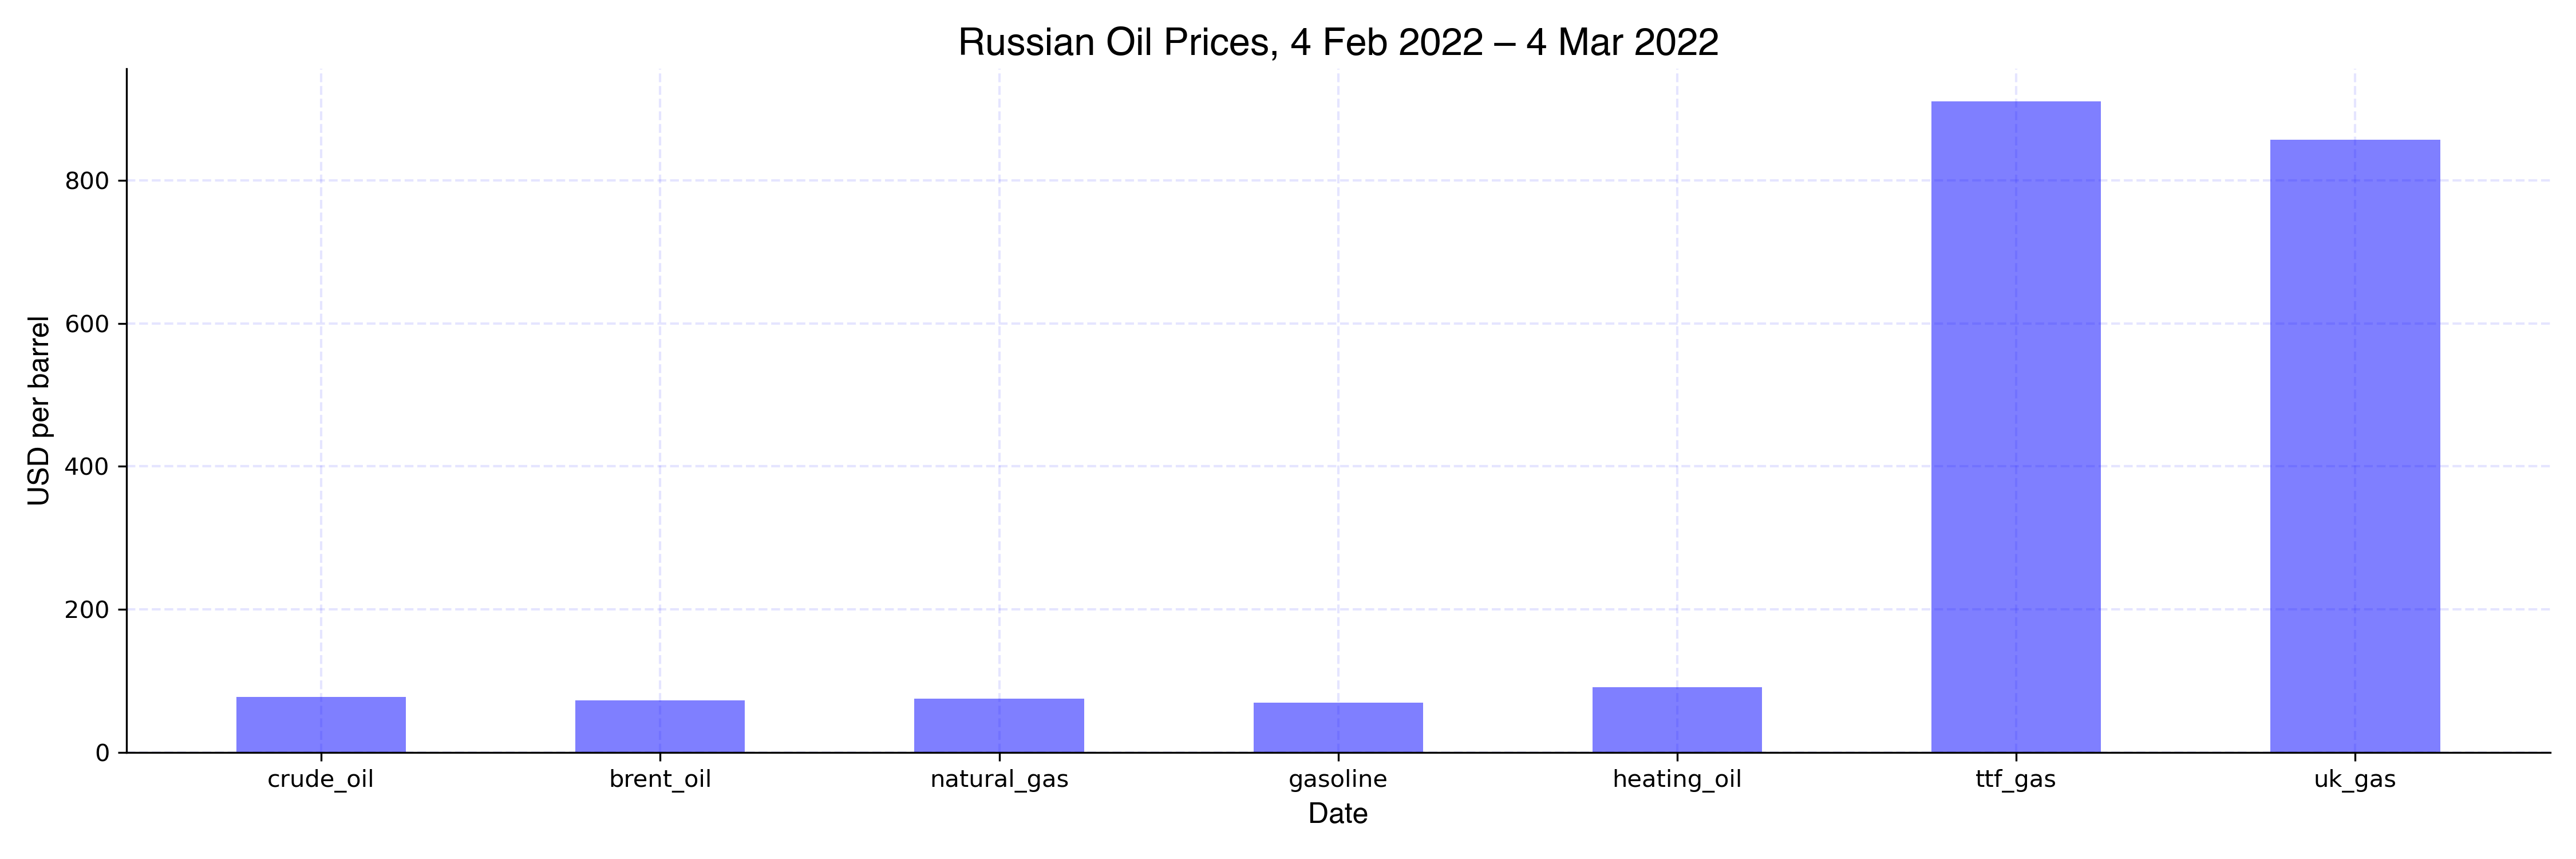 Russian Oil Prices, 4 Feb 2022 – 4 Mar 2022
USD per barrel
800
600
400
200
0
crude_oil brent_oil natural_gas gasoline heating_oil ttf_gas uk_gas
Date